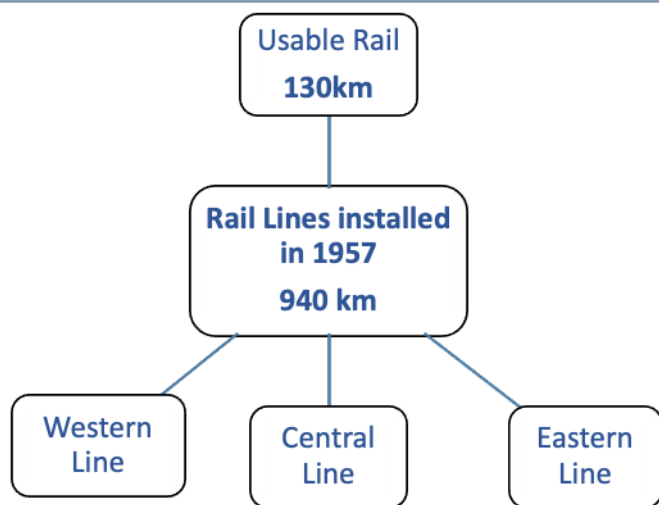 Usable Rail
130km
Rail Lines installed
in 1957
940 km
Western
Line
Central
Line
Eastern
Line